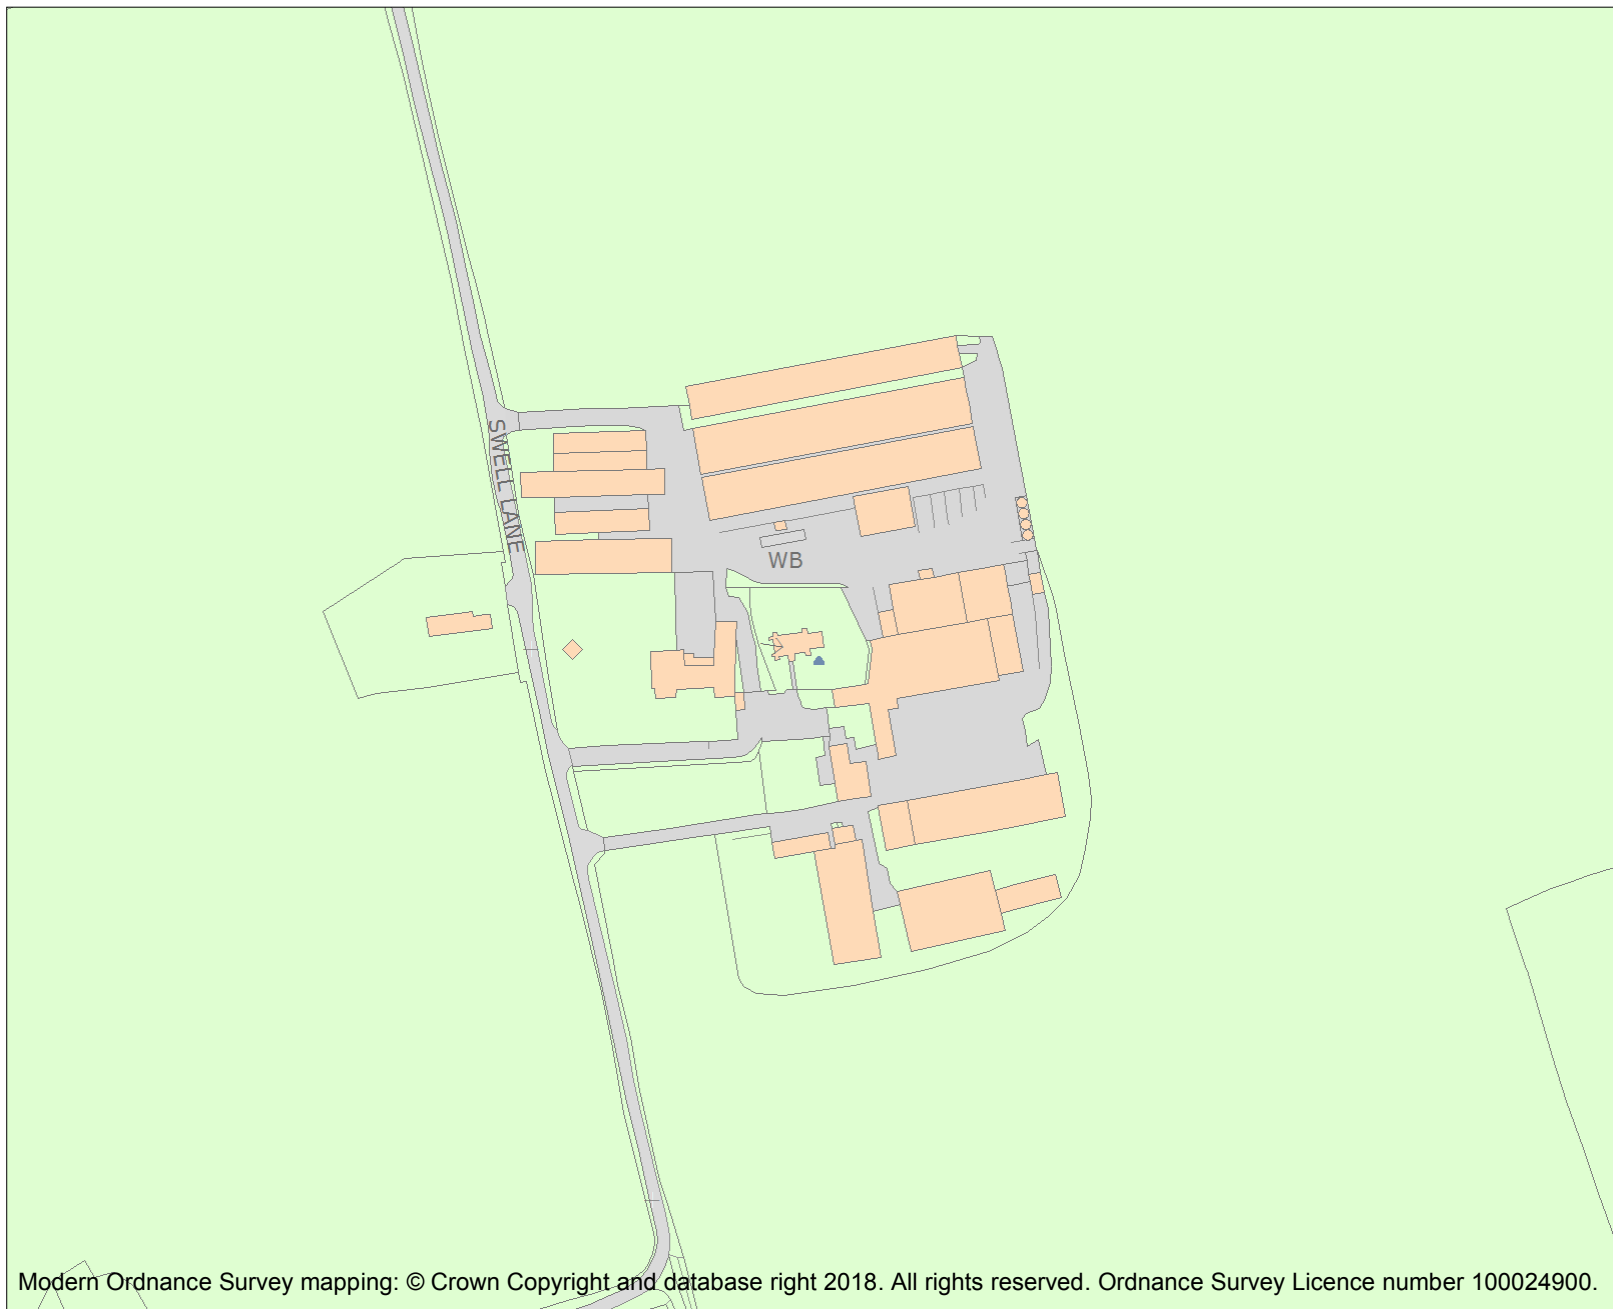 SWELL LANE
WB
Modern Ordnance Survey mapping: © Crown Copyright and database right 2018. All rights reserved. Ordnance Survey Licence number 100024900.